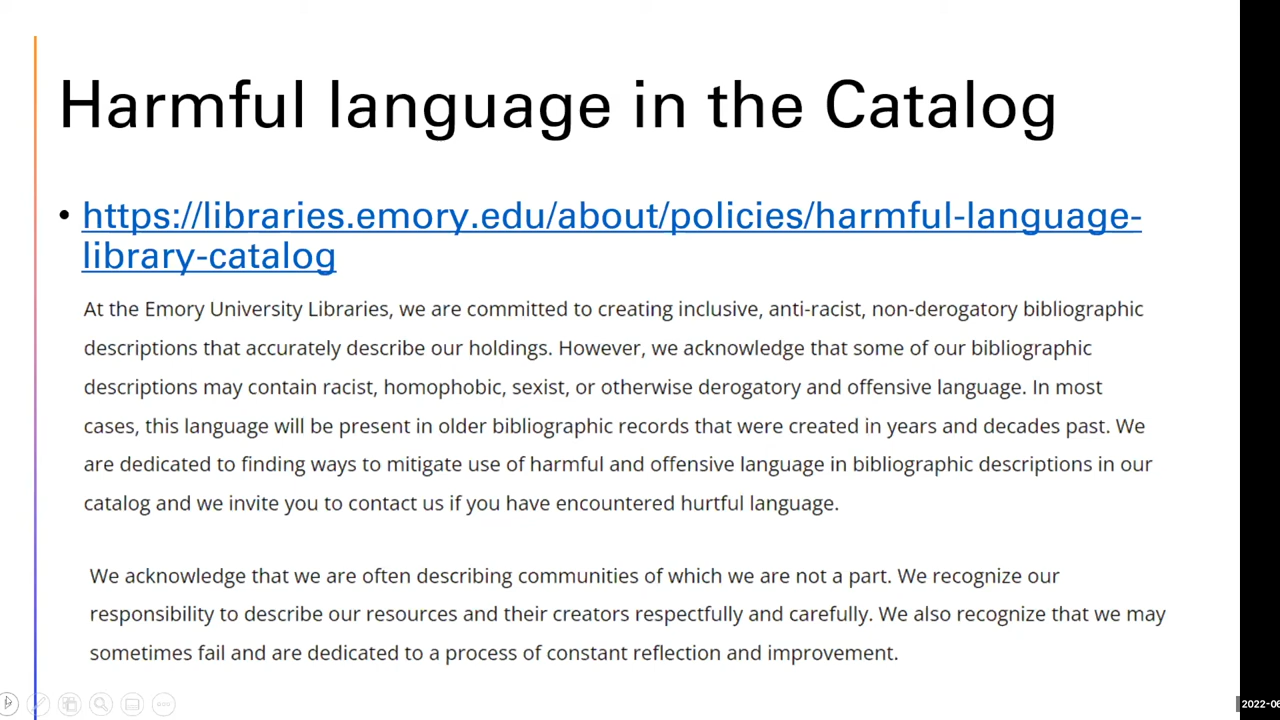 Harmful language in the Catalog
• https://libraries.emory.edu/about/policies/harmful-language-
library-catalog
At the Emory University Libraries, we are committed to creating inclusive, anti-racist, non-derogatory bibliographic
descriptions that accurately describe our holdings. However, we acknowledge that some of our bibliographic
descriptions may contain racist, homophobic, sexist, or otherwise derogatory and offensive language. In most
cases, this language will be present in older bibliographic records that were created in years and decades past. We
are dedicated to finding ways to mitigate use of harmful and offensive language in bibliographic descriptions in our
catalog and we invite you to contact us if you have encountered hurtful language.
We acknowledge that we are often describing communities of which we are not a part. We recognize our
responsibility to describe our resources and their creators respectfully and carefully. We also recognize that we may
sometimes fail and are dedicated to a process of constant reflection and improvement.
2022-06